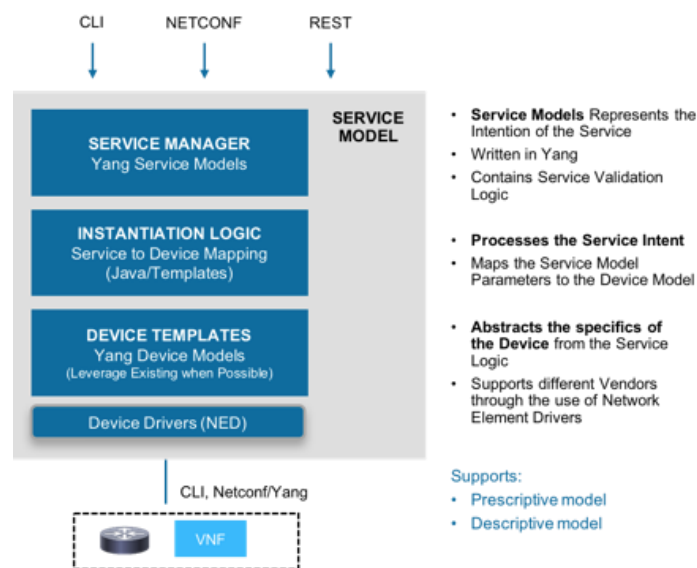 CLI
NETCONF
REST
SERVICE
MODEL
SERVICE MANAGER
Yang Service Models
INSTANTIATION LOGIC
Service to Device Mapping
(Java/Templates)
DEVICE TEMPLATES
Yang Device Models
(Leverage Existing when Possible)
Device Drivers (NED)
CLI, Netconf/Yang
VNF
• Service Models Represents the
Intention of the Service
• Written in Yang
• Contains Service Validation
Logic
• Processes the Service Intent
• Maps the Service Model
Parameters to the Device Model
• Abstracts the specifics of
the Device from the Service
Logic
• Supports different Vendors
through the use of Network
Element Drivers
Supports:
• Prescriptive model
• Descriptive model